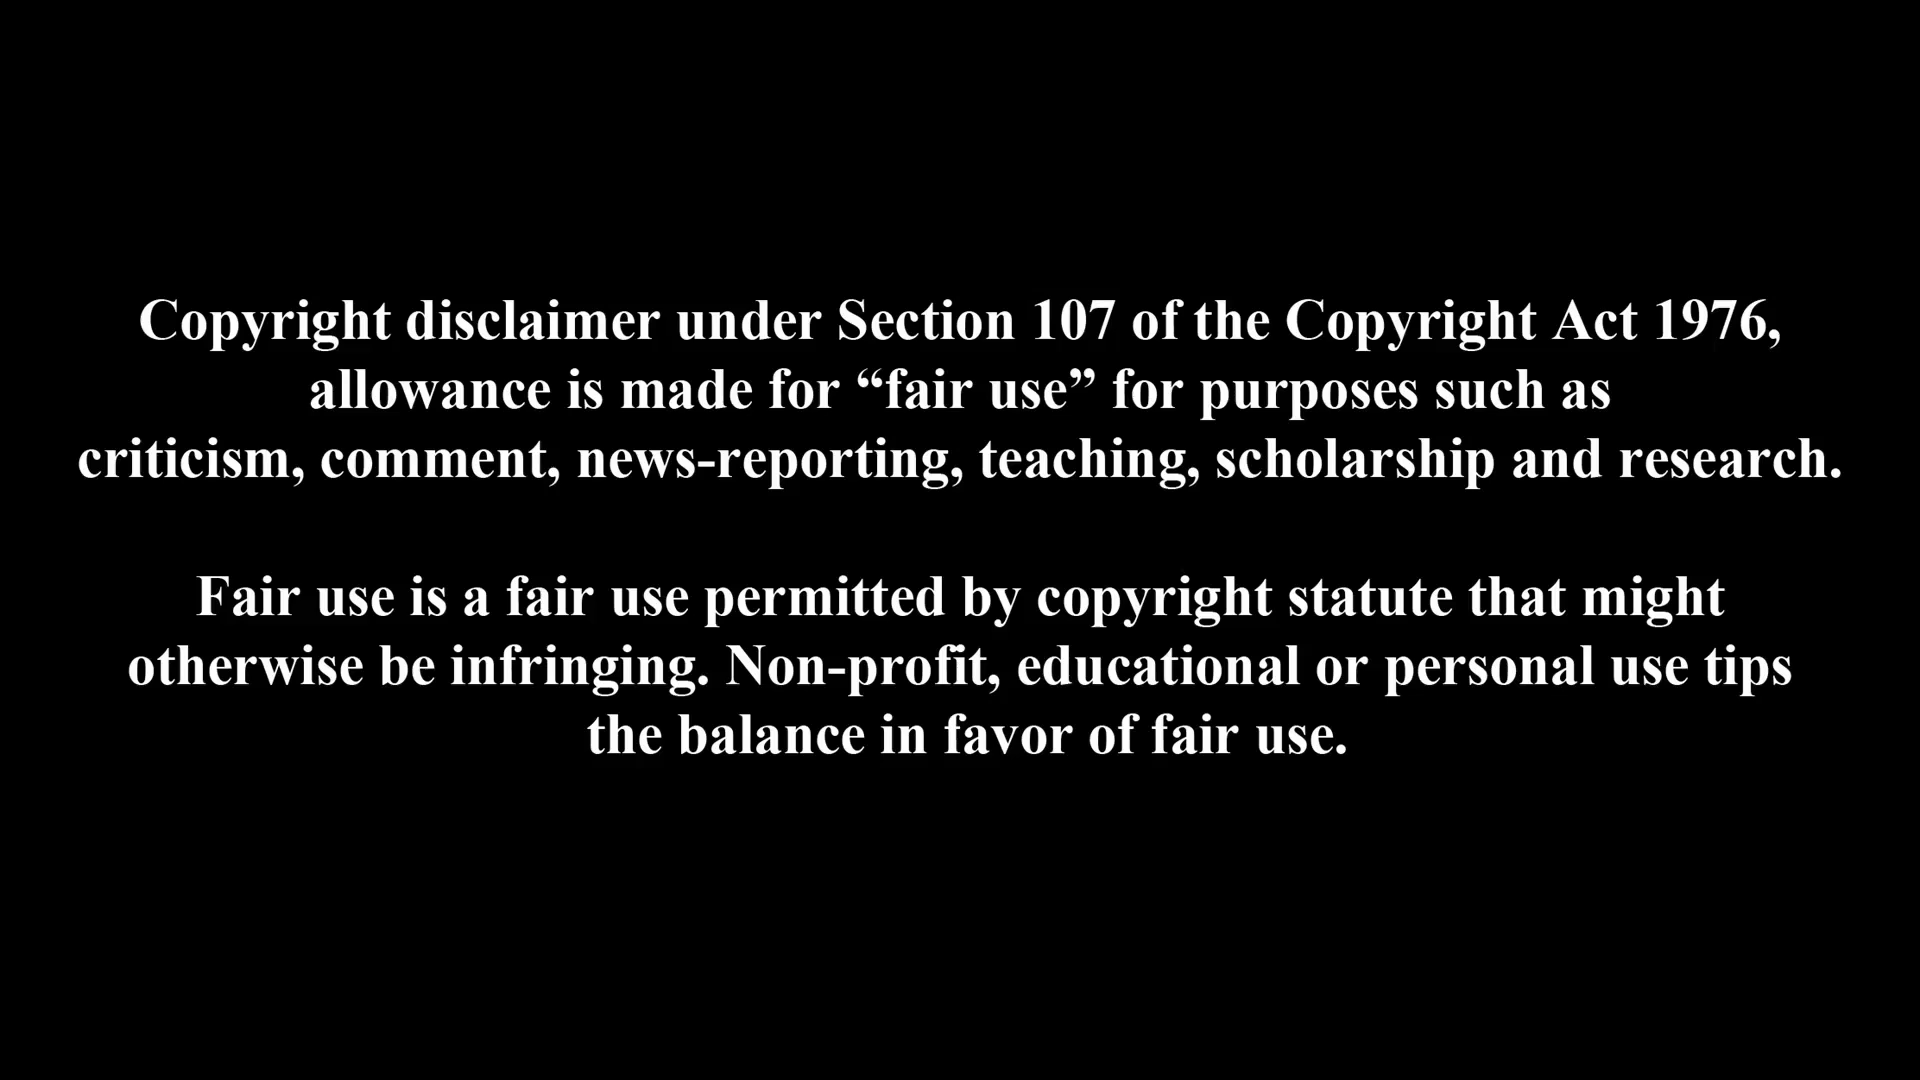 Copyright disclaimer under Section 107 of the Copyright Act 1976,
allowance is made for “fair use” for purposes such as
criticism, comment, news-reporting, teaching, scholarship and research.
Fair use is a fair use permitted by copyright statute that might
otherwise be infringing. Non-profit, educational or personal use tips
the balance in favor of fair use.